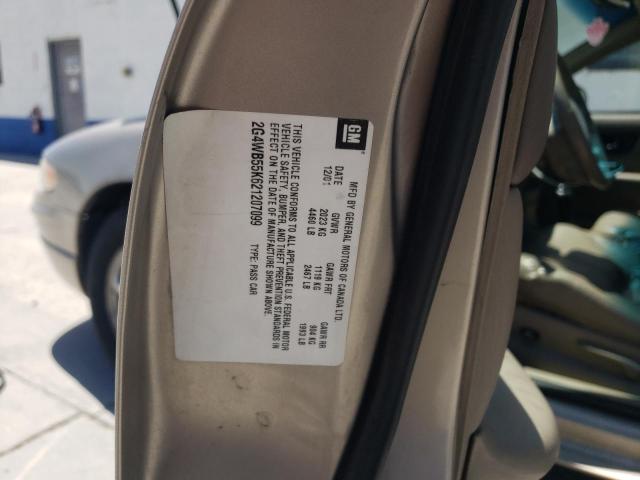 GM
MFD BY GENERAL MOTORS OF CANADA LTD.
DATE GVWR GAWR FRT GAWR RR
12/01 2023 KG 1119 KG 904 KG
4460 LB 2467 LB 1993 LB
THIS VEHICLE CONFORMS TO ALL APPLICABLE U.S. FEDERAL MOTOR
VEHICLE SAFETY, BUMPER, AND THEFT PREVENTION STANDARDS IN
EFFECT ON THE DATE OF MANUFACTURE SHOWN ABOVE.
2G4WB55K621207099 TYPE: PASS CAR